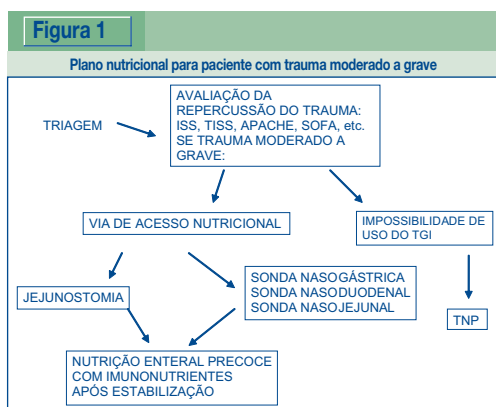 Figura 1
Plano nutricional para paciente com trauma moderado a grave
TRIAGEM
AVALIAÇÃO DA
REPERCUSSÃO DO TRAUMA:
ISS, TISS, APACHE, SOFA, etc.
SE TRAUMA MODERADO A
GRAVE:
VIA DE ACESSO NUTRICIONAL
IMPOSSIBILIDADE DE
USO DO TGI
JEJUNOSTOMIA
SONDA NASOGÁSTRICA
SONDA NASODUODENAL
SONDA NASOJEJUNAL
TNP
NUTRIÇÃO ENTERAL PRECOCE
COM IMUNONUTRIENTES
APÓS ESTABILIZAÇÃO